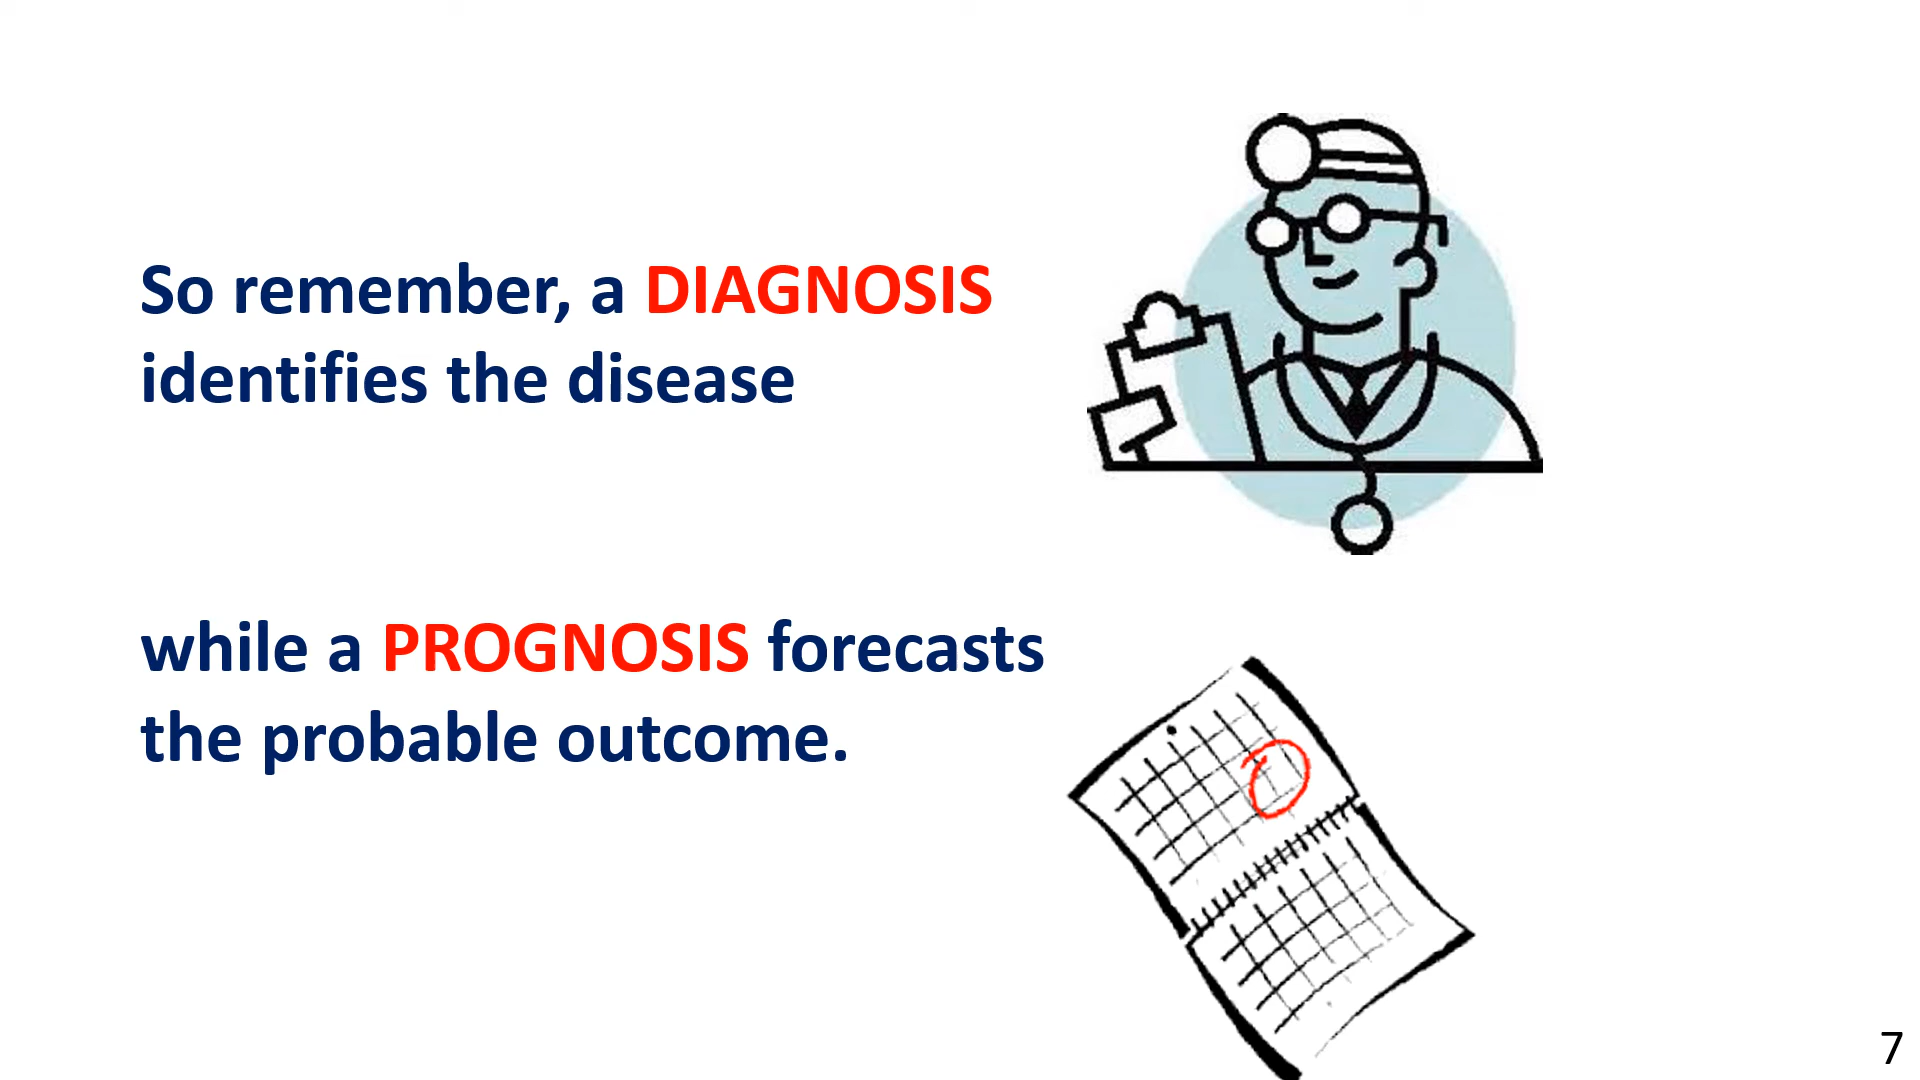 So remember, a DIAGNOSIS
identifies the disease
while a PROGNOSIS forecasts
the probable outcome.
7